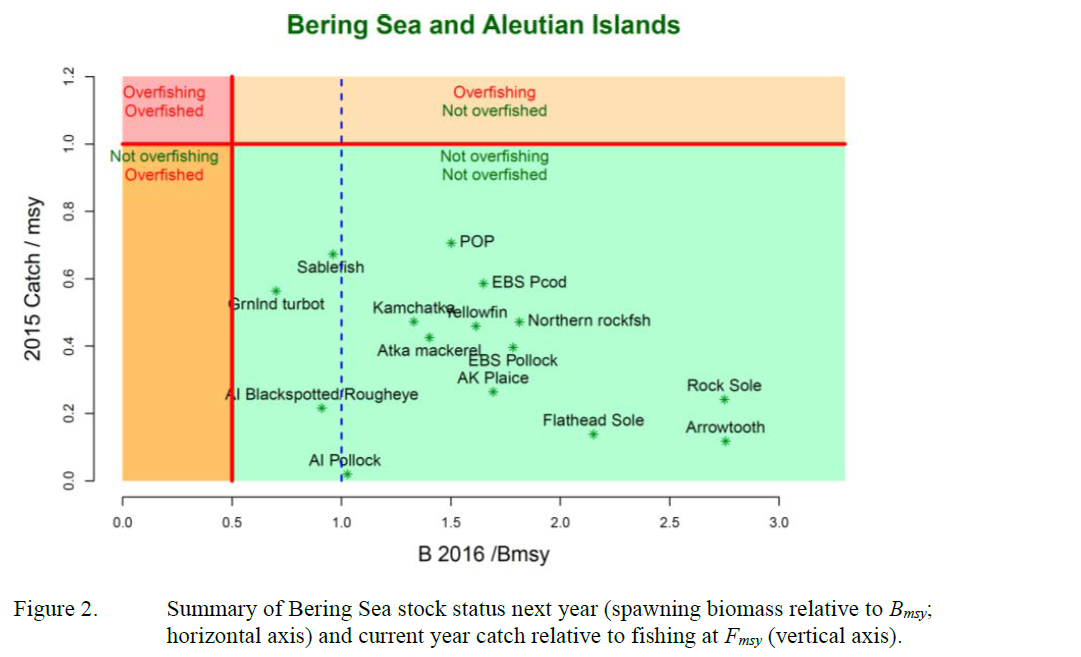 Bering Sea and Aleutian Islands
Overfishing
Overfished
Overfishing
Not overfished
Not overfishing
Overfished
Not overfishing
Not overfished
POP
Sablefish
EBS Pcod
Grnlnd turbot
Kamchatka
Yellowfin
Northern rockfsh
Atka mackerel
EBS Pollock
AK Plaice
Rock Sole
AI Blackspotted/Rougheye
Flathead Sole
Arrowtooth
AI Pollock
2015 Catch / msy
1.2
1.0
0.8
0.6
0.4
0.2
0.0
0.0 0.5 1.0 1.5 2.0 2.5 3.0
B 2016 /Bmsy
Figure 2. Summary of Bering Sea stock status next year (spawning biomass relative to Bmsy;
horizontal axis) and current year catch relative to fishing at Fmsy (vertical axis).